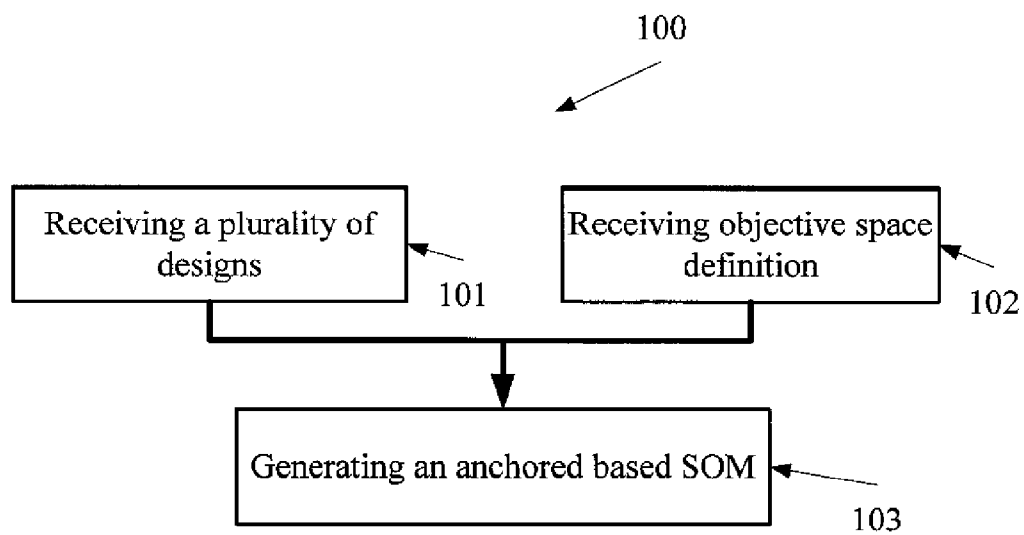 100
Receiving a plurality of
designs
101
Receiving objective space
definition
102
Generating an anchored based SOM
103